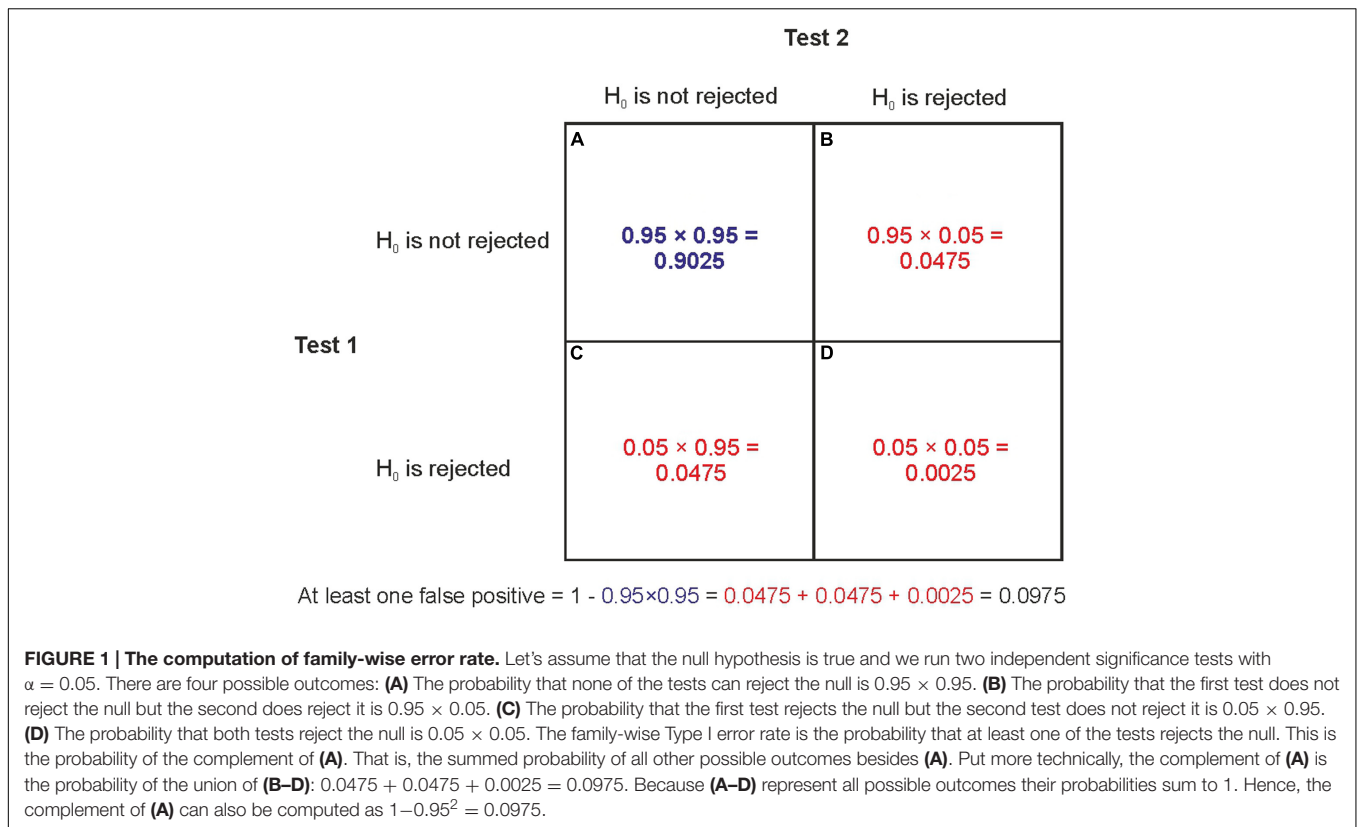 Test 2
H₀ is not rejected
H₀ is rejected
A
B
H₀ is not rejected
0.95 × 0.95 =
0.9025
0.95 × 0.05 =
0.0475
Test 1
C
D
H₀ is rejected
0.05 × 0.95 =
0.0475
0.05 × 0.05 =
0.0025
At least one false positive = 1 - 0.95×0.95 = 0.0475 + 0.0475 + 0.0025 = 0.0975
FIGURE 1 | The computation of family-wise error rate. Let's assume that the null hypothesis is true and we run two independent significance tests with
α = 0.05. There are four possible outcomes: (A) The probability that none of the tests can reject the null is 0.95 × 0.95. (B) The probability that the first test does not
reject the null but the second does reject it is 0.95 × 0.05. (C) The probability that the first test rejects the null but the second test does not reject it is 0.05 × 0.95.
(D) The probability that both tests reject the null is 0.05 × 0.05. The family-wise Type I error rate is the probability that at least one of the tests rejects the null. This is
the probability of the complement of (A). That is, the summed probability of all other possible outcomes besides (A). Put more technically, the complement of (A) is
the probability of the union of (B–D): 0.0475 + 0.0475 + 0.0025 = 0.0975. Because (A–D) represent all possible outcomes their probabilities sum to 1. Hence, the
complement of (A) can also be computed as 1−0.95² = 0.0975.